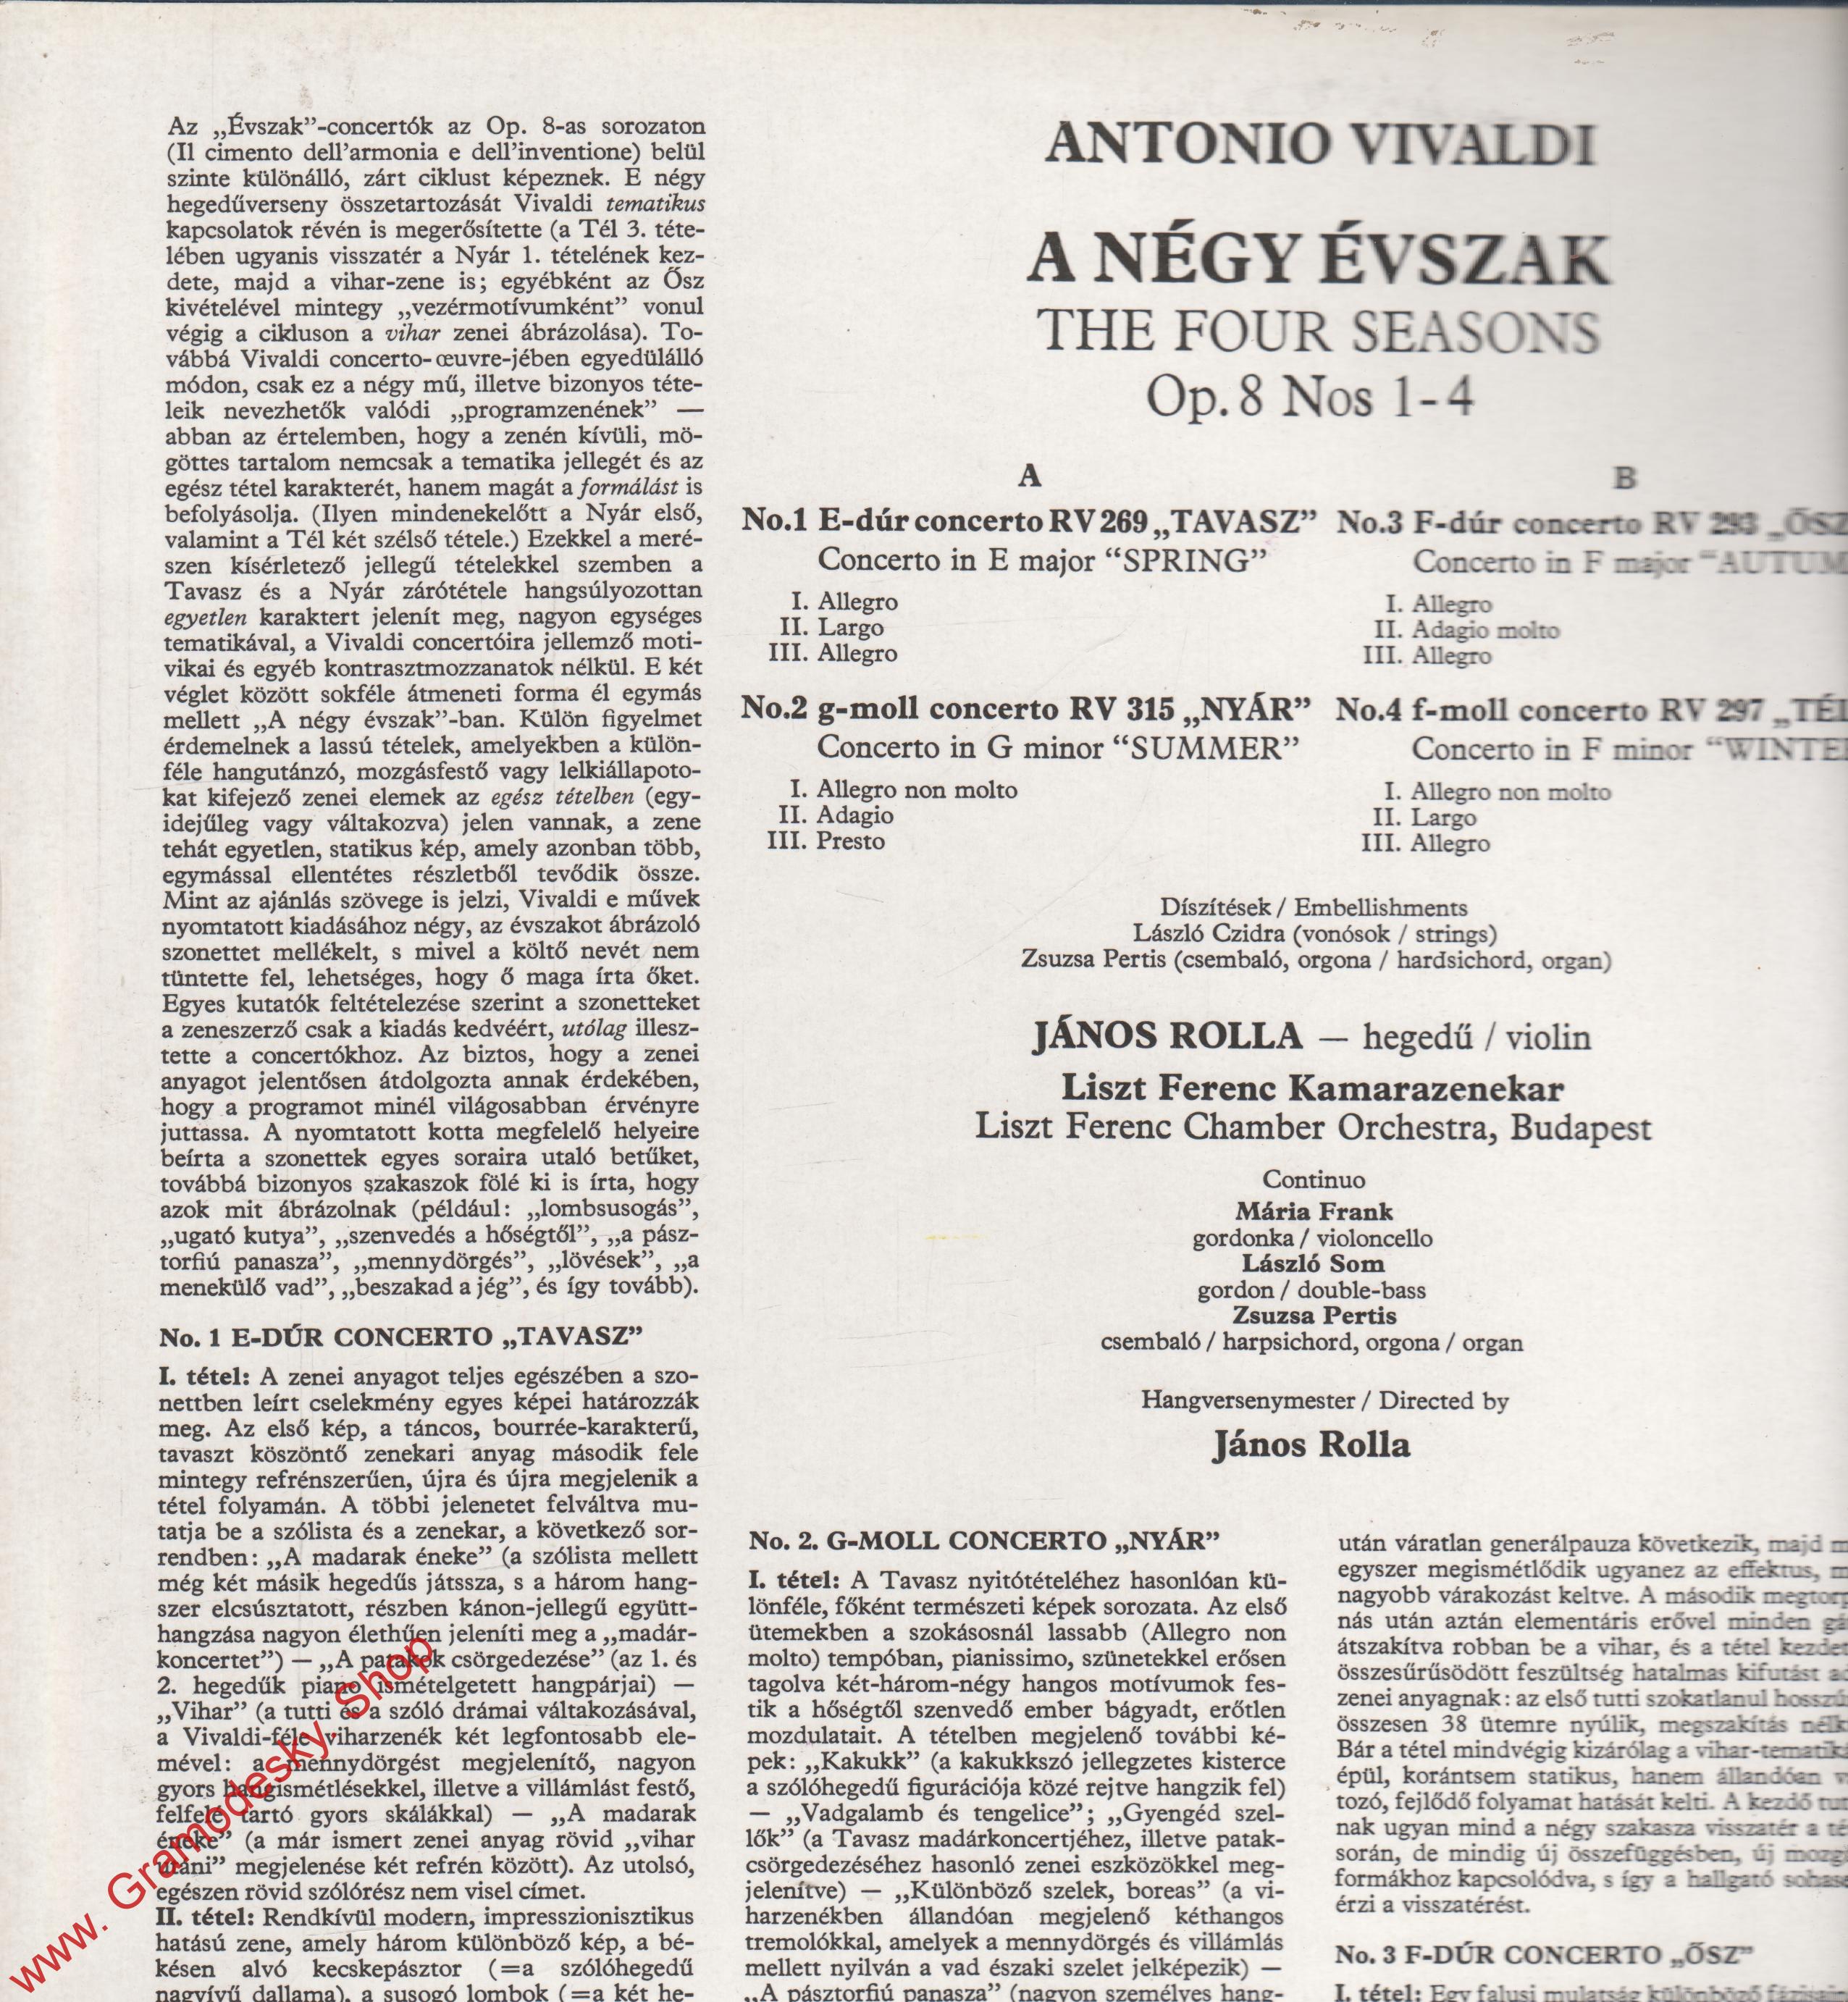 Az „Évszak”-concertók az Op. 8-as sorozaton
(Il cimento dell’armonia e dell’inventione) belül
szinte különálló, zárt ciklust képeznek. E négy
hegedűverseny összetartozását Vivaldi tematikus
kapcsolatok révén is megerősítette (a Tél 3. téte-
lében ugyanis visszatér a Nyár 1. tételének kez-
dete, majd a vihar-zene is; egyébként az Ősz
kivételével mintegy „vezérmotívumként” vonul
végig a cikluson a vihar zenei ábrázolása). To-
vábbá Vivaldi concerto-œuvre-jében egyedülálló
módon, csak ez a négy mű, illetve bizonyos téte-
leik nevezhetők valódi „programzenének” —
abban az értelemben, hogy a zenén kívüli, mö-
göttes tartalom nemcsak a tematika jellegét és az
egész tétel karakterét, hanem magát a formálást is
befolyásolja. (Ilyen mindenekelőtt a Nyár első,
valamint a Tél két szélső tétele.) Ezekkel a meré-
szen kísérletező jellegű tételekkel szemben a
Tavasz és a Nyár zárótétele hangsúlyozottan
egyetlen karaktert jelenít meg, nagyon egységes
tematikával, a Vivaldi concertóira jellemző moti-
vikai és egyéb kontrasztmozzanatok nélkül. E két
véglet között sokféle átmeneti forma él egymás
mellett „A négy évszak”-ban. Külön figyelmet
érdemelnek a lassú tételek, amelyekben a külön-
féle hangutánzó, mozgásfestő vagy lelkiállapoto-
kat kifejező zenei elemek az egész tételben (egy-
idejűleg vagy váltakozva) jelen vannak, a zene
tehát egyetlen, statikus kép, amely azonban több,
egymással ellentétes részletből tevődik össze.
Mint az ajánlás szövege is jelzi, Vivaldi e művek
nyomtatott kiadásához négy, az évszakot ábrázoló
szonettet mellékelt, s mivel a költő nevét nem
tüntette fel, lehetséges, hogy ő maga írta őket.
Egyes kutatók feltételezése szerint a szonetteket
a zeneszerző csak a kiadás kedvéért, utólag illesz-
tette a concertókhoz. Az biztos, hogy a zenei
anyagot jelentősen átdolgozta annak érdekében,
hogy a programot minél világosabban érvényre
juttassa. A nyomtatott kotta megfelelő helyeire
beírta a szonettek egyes soraira utaló betűket,
továbbá bizonyos szakaszok fölé ki is írta, hogy
azok mit ábrázolnak (például: „lombsusogás”,
„ugató kutya”, „szenvedés a hőségtől”, „a pász-
torfiú panasza”, „mennydörgés”, „lövések”, „a
menekülő vad”, „beszakad a jég”, és így tovább).
No. 1 E-DÚR CONCERTO „TAVASZ”
I. tétel: A zenei anyagot teljes egészében a szo-
nettben leírt cselekmény egyes képei határozzák
meg. Az első kép, a táncos, bourrée-karakterű,
tavaszt köszöntő zenekari anyag második fele
mintegy refrénszerűen, újra és újra megjelenik a
tétel folyamán. A többi jelenetet felváltva mu-
tatja be a szólista és a zenekar, a következő sor-
rendben: „A madarak éneke” (a szólista mellett
még két másik hegedűs játssza, s a három hang-
szer elcsúsztatott, részben kánon-jellegű együtt-
hangzása nagyon élethűen jeleníti meg a „madár-
koncertet”) — „A patakok csörgedezése” (az 1. és
2. hegedűk piano ismételgetett hangpárjai) —
„Vihar” (a tutti és a szóló drámai váltakozásával,
a Vivaldi-féle viharzenék két legfontosabb ele-
mével: a mennydörgést megjelenítő, nagyon
gyors hangismétlésekkel, illetve a villámlást festő,
felfelé tartó gyors skálákkal) — „A madarak
éneke” (a már ismert zenei anyag rövid „vihar
utáni” megjelenése két refrén között). Az utolsó,
egészen rövid szólórész nem visel címet.
II. tétel: Rendkívül modern, impresszionisztikus
hatású zene, amely három különböző kép, a bé-
késen alvó kecskepásztor (=a szólóhegedű
nagyívű dallama), a susogó lombok (=a két he-
ANTONIO VIVALDI
A NÉGY ÉVSZAK
THE FOUR SEASONS
Op. 8 Nos 1-4
A
No.1 E-dúr concerto RV 269 „TAVASZ”
Concerto in E major “SPRING”
I. Allegro
II. Largo
III. Allegro
No.2 g-moll concerto RV 315 „NYÁR”
Concerto in G minor “SUMMER”
I. Allegro non molto
II. Adagio
III. Presto
B
No.3 F-dúr concerto RV 293 „ŐSZ
Concerto in F major “AUTUM
I. Allegro
II. Adagio molto
III. Allegro
No.4 f-moll concerto RV 297 „TÉL
Concerto in F minor “WINTE
I. Allegro non molto
II. Largo
III. Allegro
Díszítések / Embellishments
László Czidra (vonósok / strings)
Zsuzsa Pertis (csembaló, orgona / hardsichord, organ)
JÁNOS ROLLA — hegedű / violin
Liszt Ferenc Kamarazenekar
Liszt Ferenc Chamber Orchestra, Budapest
Continuo
Mária Frank
gordonka / violoncello
László Som
gordon / double-bass
Zsuzsa Pertis
csembaló / harpsichord, orgona / organ
Hangversenymester / Directed by
János Rolla
No. 2. G-MOLL CONCERTO „NYÁR”
I. tétel: A Tavasz nyitótételéhez hasonlóan kü-
lönféle, főként természeti képek sorozata. Az első
ütemekben a szokásosnál lassabb (Allegro non
molto) tempóban, pianissimo, szünetekkel erősen
tagolva két-három-négy hangos motívumok fes-
tik a hőségtől szenvedő ember bágyadt, erőtlen
mozdulatait. A tételben megjelenő további ké-
pek: „Kakukk” (a kakukkszó jellegzetes kisterce
a szólóhegedű figurációja közé rejtve hangzik fel)
— „Vadgalamb és tengelice”; „Gyengéd szel-
lők” (a Tavasz madárkoncertjéhez, illetve patak-
csörgedezéséhez hasonló zenei eszközökkel meg-
jelenítve) — „Különböző szelek, boreas” (a vi-
harzenékben állandóan megjelenő kéthangos
tremolókkal, amelyek a mennydörgés és villámlás
mellett nyilván a vad északi szelet jelképezik) —
„A pásztorfiú panasza” (nagyon személyes hang-
után váratlan generálpauza következik, majd
egyszer megismétlődik ugyanez az effektus,
nagyobb várakozást keltve. A második megtorp
nás után aztán elementáris erővel minden
átszakítva robban be a vihar, és a tétel kezdet
összesűrűsödött feszültség hatalmas kifutást
zenei anyagnak: az első tutti szokatlanul
összesen 38 ütemre nyúlik, megszakítás
Bár a tétel mindvégig kizárólag a vihar-tematik
épül, korántsem statikus, hanem állandóan
tozó, fejlődő folyamat hatását kelti. A kezdő
nak ugyan mind a négy szakasza visszatér a
során, de mindig új összefüggésben, új
formákhoz kapcsolódva, s így a hallgató
érzi a visszatérést.
No. 3 F-DÚR CONCERTO „ŐSZ”
I. tétel: Egy falusi mulatság különböző
www. Gramodesky. Shop